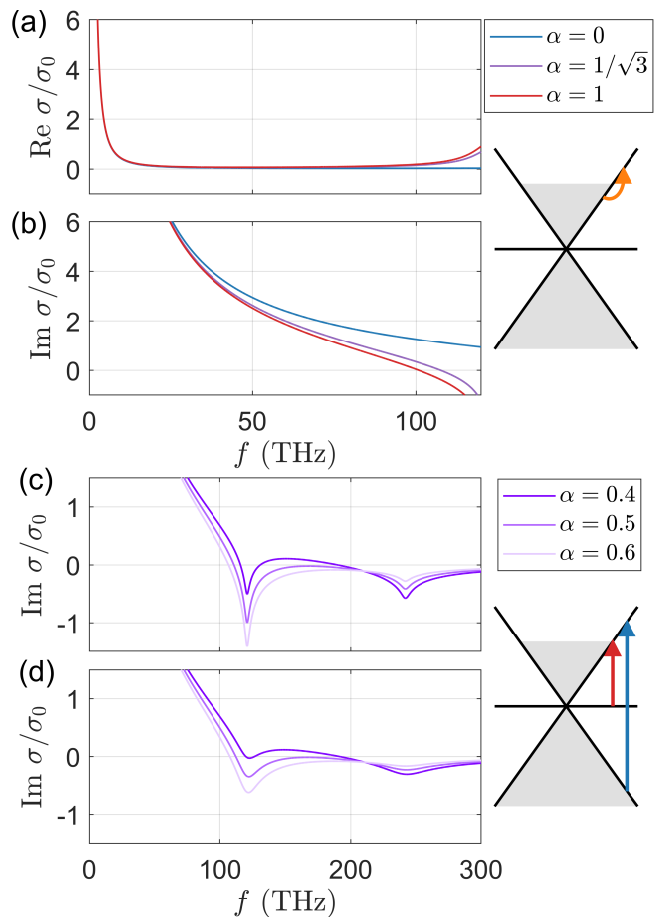 (a)
6
4
2
0
Re σ/σ₀
α = 0
α = 1/√3
α = 1
(b)
6
4
2
0
Im σ/σ₀
0 50 100
f (THz)
(c)
1
0
-1
Im σ/σ₀
α = 0.4
α = 0.5
α = 0.6
(d)
1
0
-1
Im σ/σ₀
0 100 200 300
f (THz)